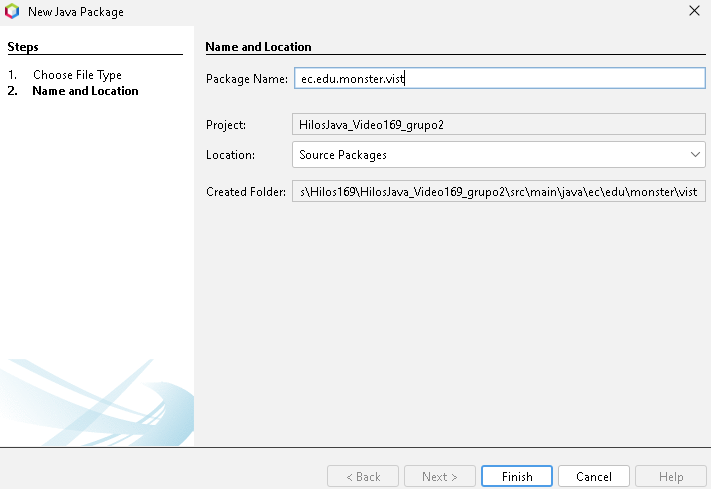 New Java Package
Steps
1. Choose File Type
2. Name and Location
Name and Location
Package Name: ec.edu.monster.vist
Project: HilosJava_Video169_grupo2
Location: Source Packages
Created Folder: s\Hilos169\HilosJava_Video169_grupo2\src\main\java\ec\edu\monster\vist
< Back Next > Finish Cancel Help